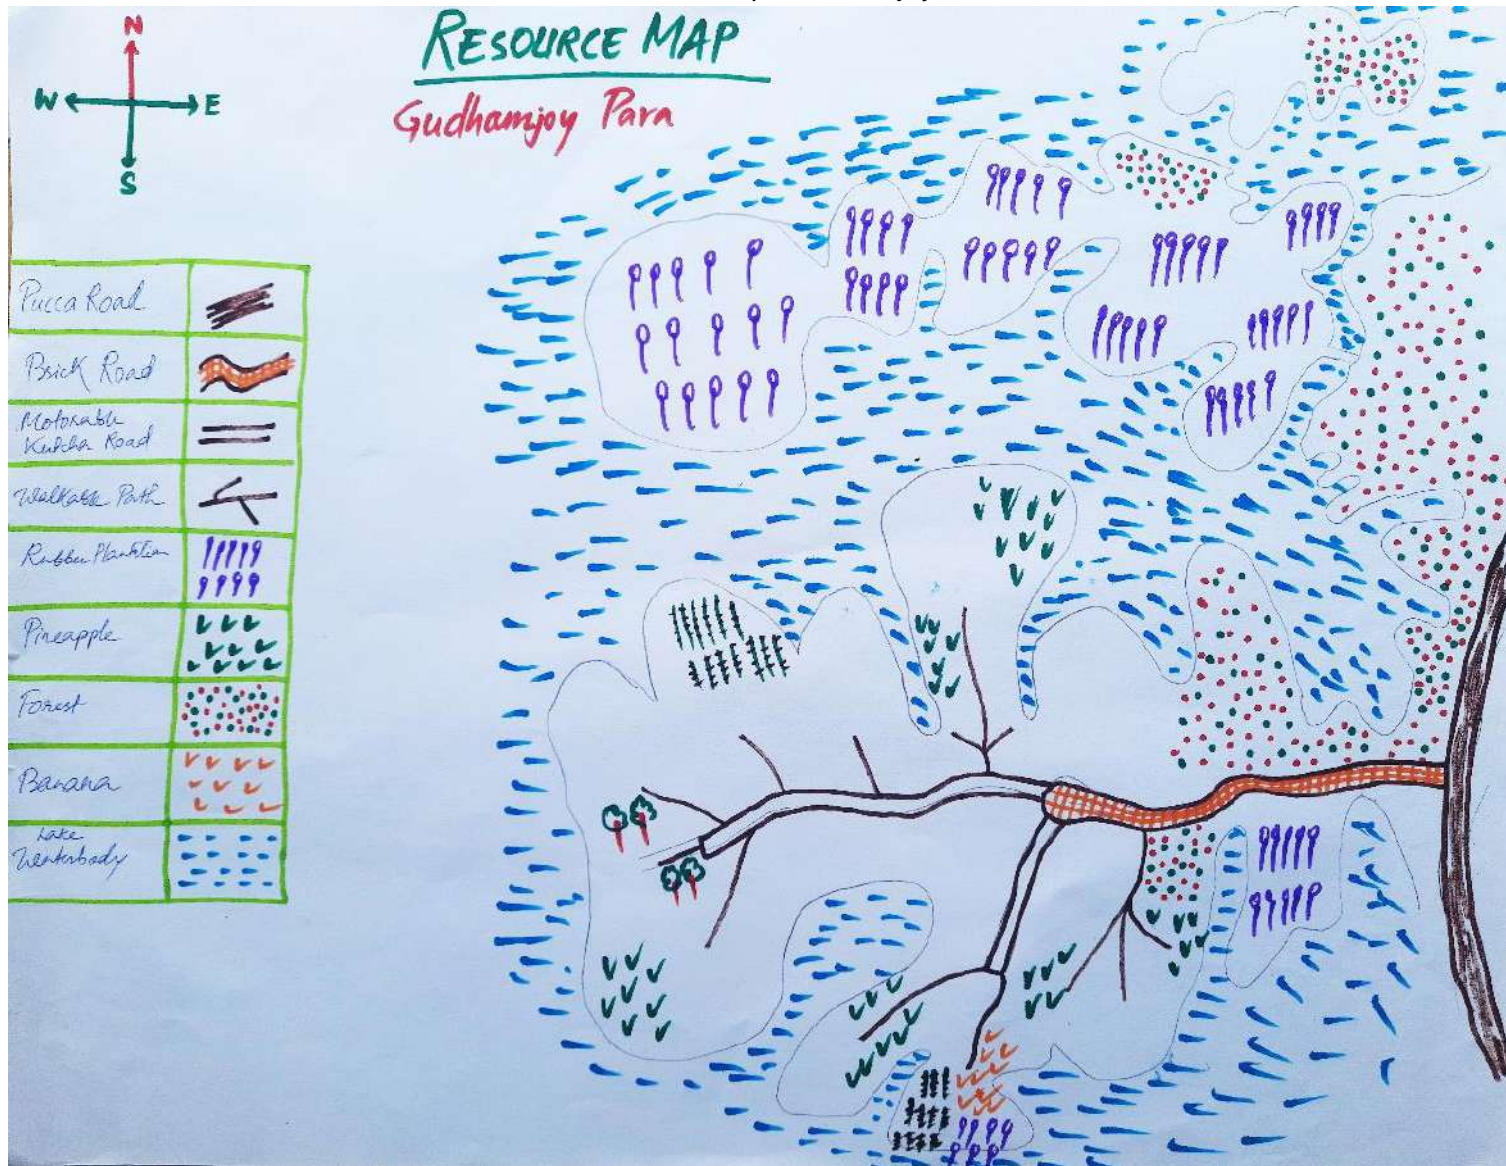 N
RESOURCE MAP
W E
Gudhamjoy Para
S
Pucca Road
Brick Road
Motorable
Kutcha Road
Walkable Path
Rubber Plantation
Pineapple
Forest
Banana
Lake
Waterbody